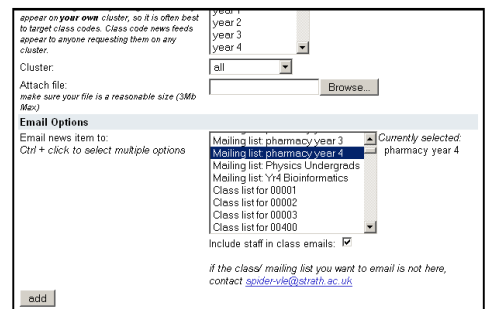 appear on your own cluster, so it is often best
to target class codes. Class code news feeds
appear to anyone requesting them on any
cluster.
year 1
year 2
year 3
year 4
Cluster:
all
Attach file:
Browse...
make sure your file is a reasonable size (3Mb
Max)
Email Options
Email news item to:
Ctrl + click to select multiple options
Mailing list: pharmacy year 3
Mailing list: pharmacy year 4
Mailing list: Physics Undergrads
Mailing list: Yr4 Bioinformatics
Class list for 00001
Class list for 00002
Class list for 00003
Class list for 00400
Currently selected:
pharmacy year 4
Include staff in class emails:
if the class/ mailing list you want to email is not here,
contact spider-vle@strath.ac.uk
add